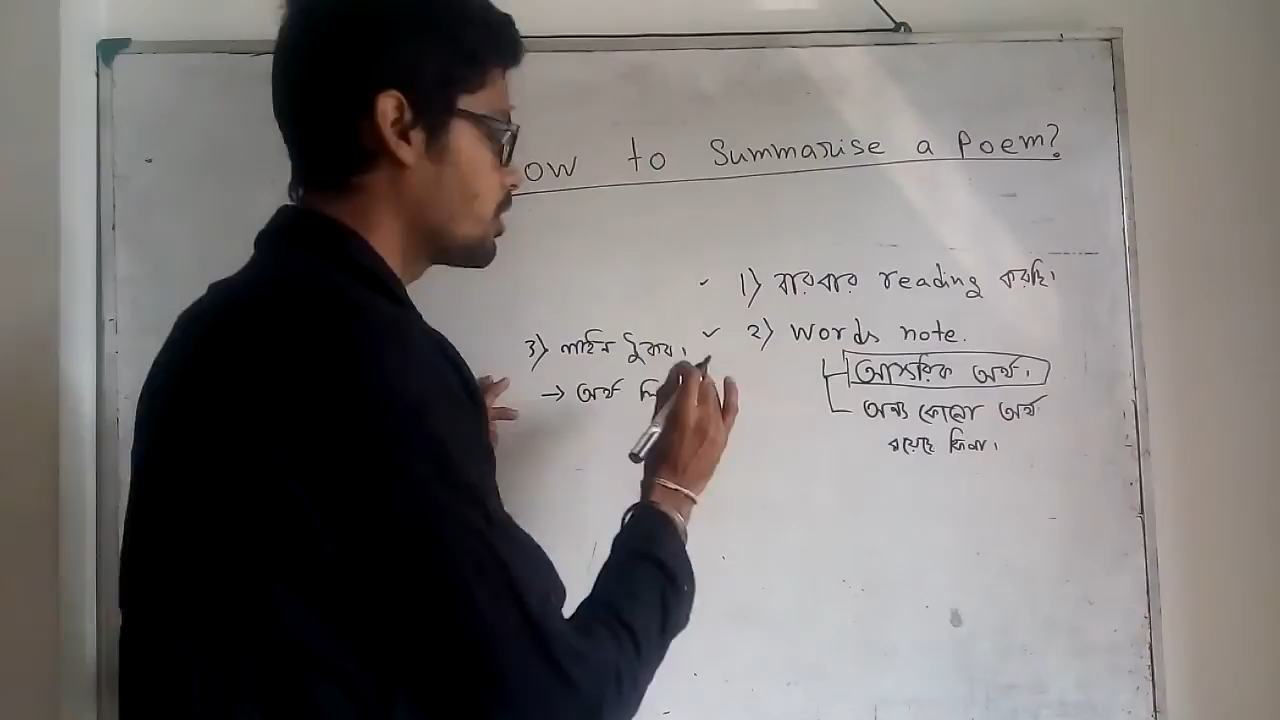 ow to Summarise a Poem?
1) বারবার reading করছি।
2) Words note.
আক্ষরিক অর্থ।
অন্য কোনো অর্থ
রয়েছে কিনা।
3) লাইন
→ অর্থ লি